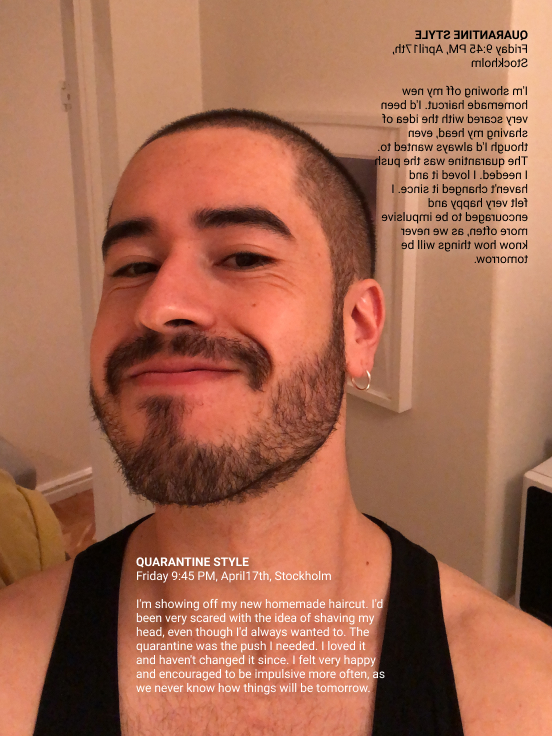 QUARANTINE STYLE
Friday 9:45 PM, April17th,
Stockholm
I'm showing off my new
homemade haircut. I'd been
very scared with the idea of
shaving my head, even
though I'd always wanted to.
The quarantine was the push
I needed. I loved it and
haven't changed it since. I
felt very happy and
encouraged to be impulsive
more often, as we never
know how things will be
tomorrow.
QUARANTINE STYLE
Friday 9:45 PM, April17th, Stockholm
I'm showing off my new homemade haircut. I'd
been very scared with the idea of shaving my
head, even though I'd always wanted to. The
quarantine was the push I needed. I loved it
and haven't changed it since. I felt very happy
and encouraged to be impulsive more often, as
we never know how things will be tomorrow.